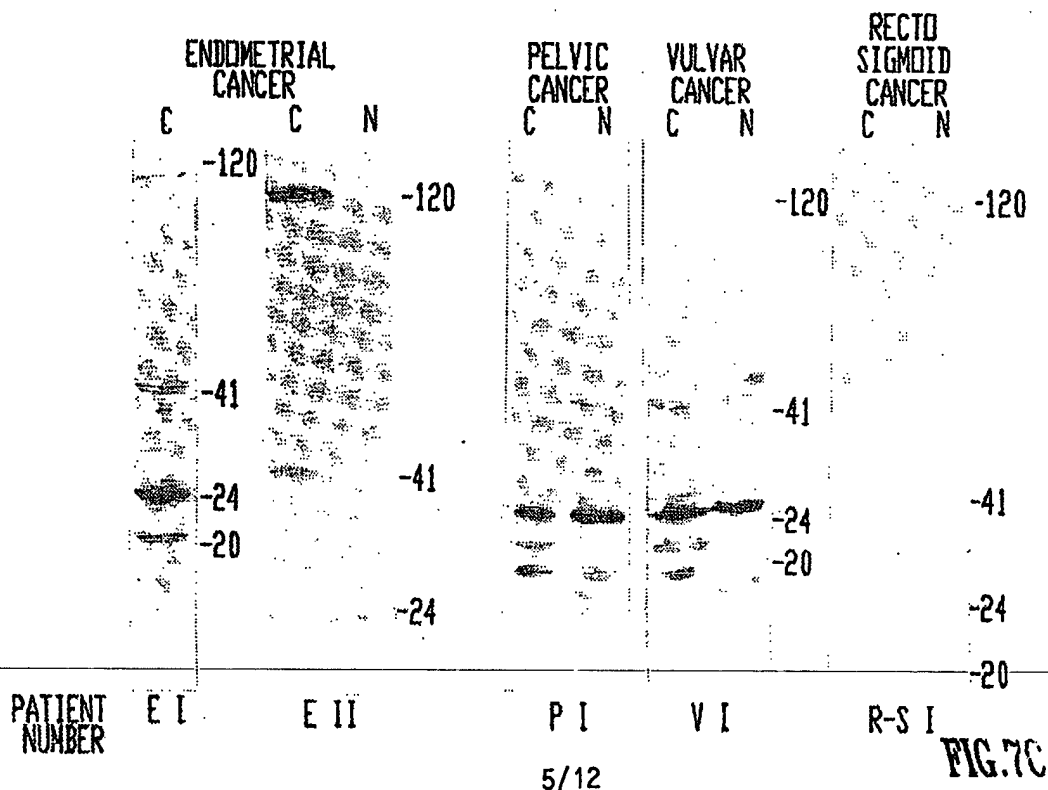 ENDOMETRIAL
CANCER
C
C N
PELVIC
CANCER
C N
VULVAR
CANCER
C N
RECTO
SIGMOID
CANCER
C N
-120
-41
-24
-20
-120
-41
-24
-120
-41
-24
-20
-120
-41
-24
-20
PATIENT
NUMBER
E I
E II
P I
V I
R-S I
FIG.7C
5/12